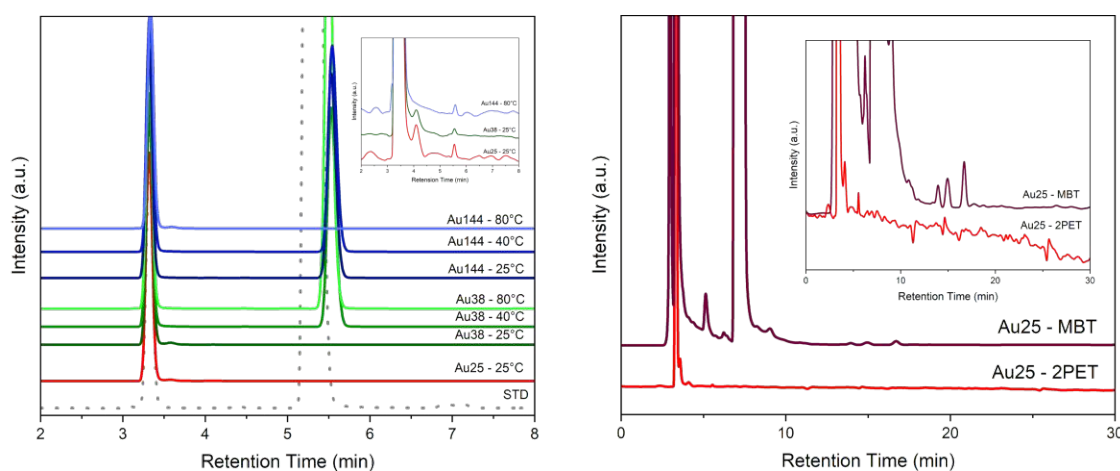 Intensity (a.u.)
Au144 - 80°C
Au144 - 40°C
Au144 - 25°C
Au38 - 80°C
Au38 - 40°C
Au38 - 25°C
Au25 - 25°C
STD
2 3 4 5 6 7 8
Retention Time (min)
Intensity (a.u.)
Au144 - 80°C
Au38 - 25°C
Au25 - 25°C
2 3 4 5 6 7 8
Retention Time (min)
Intensity (a.u.)
Au25 - MBT
Au25 - 2PET
0 10 20 30
Retention Time (min)
Intensity (a.u.)
Au25 - MBT
Au25 - 2PET
0 10 20 30
Retention Time (min)